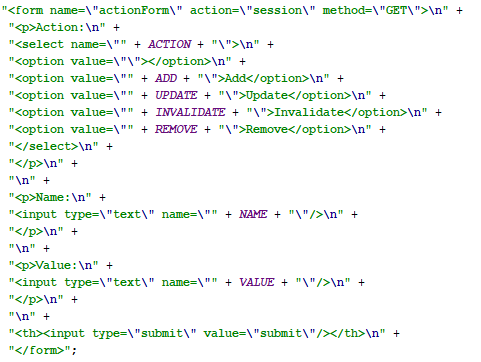 "<form name=\"actionForm\" action=\"session\" method=\"GET\">\n" +
"<p>Action:\n" +
"<select name=\"" + ACTION + "\">\n" +
"<option value=\"\"></option>\n" +
"<option value=\"" + ADD + "\">Add</option>\n" +
"<option value=\"" + UPDATE + "\">Update</option>\n" +
"<option value=\"" + INVALIDATE + "\">Invalidate</option>\n" +
"<option value=\"" + REMOVE + "\">Remove</option>\n" +
"</select>\n" +
"</p>\n" +
"\n" +
"<p>Name:\n" +
"<input type=\"text\" name=\"" + NAME + "\"/>\n" +
"</p>\n" +
"\n" +
"<p>Value:\n" +
"<input type=\"text\" name=\"" + VALUE + "\"/>\n" +
"</p>\n" +
"\n" +
"<th><input type=\"submit\" value=\"submit\"/></th>\n" +
"</form>";